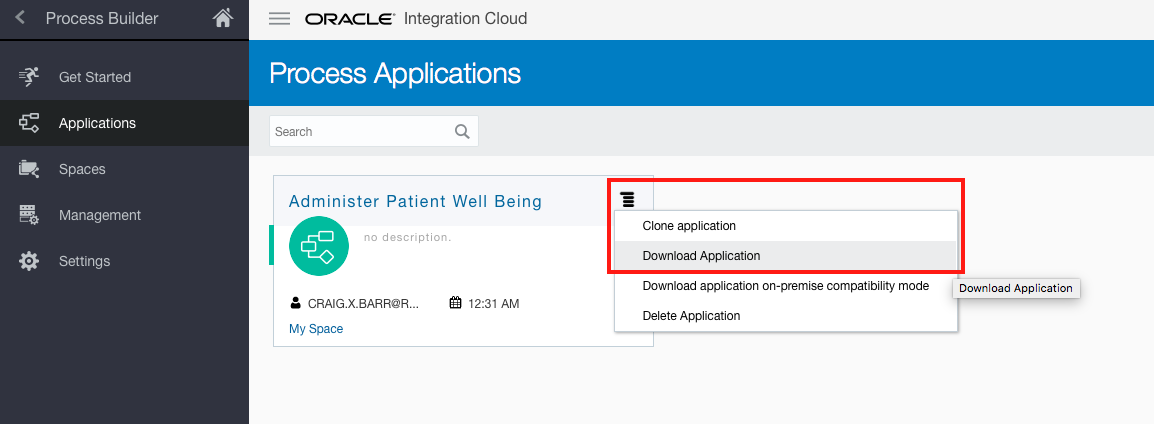 Process Builder
ORACLE Integration Cloud
Get Started
Applications
Spaces
Management
Settings
Process Applications
Search
Administer Patient Well Being
no description.
CRAIG.X.BARR@R... 12:31 AM
My Space
Clone application
Download Application
Download application on-premise compatibility mode
Delete Application
Download Application